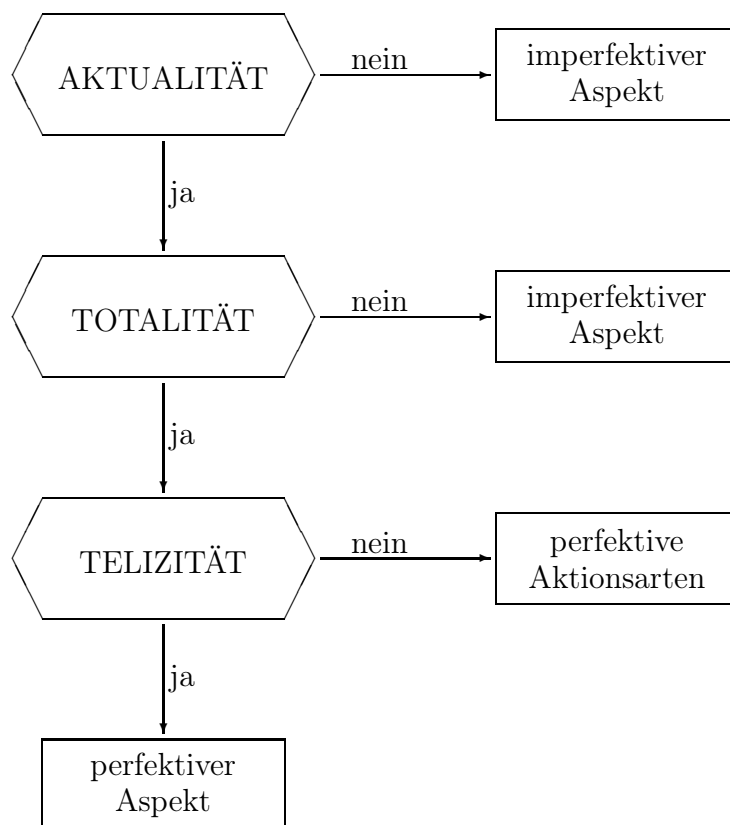 AKTUALITÄT
nein
imperfektiver
Aspekt
ja
TOTALITÄT
nein
imperfektiver
Aspekt
ja
TELIZITÄT
nein
perfektive
Aktionsarten
ja
perfektiver
Aspekt